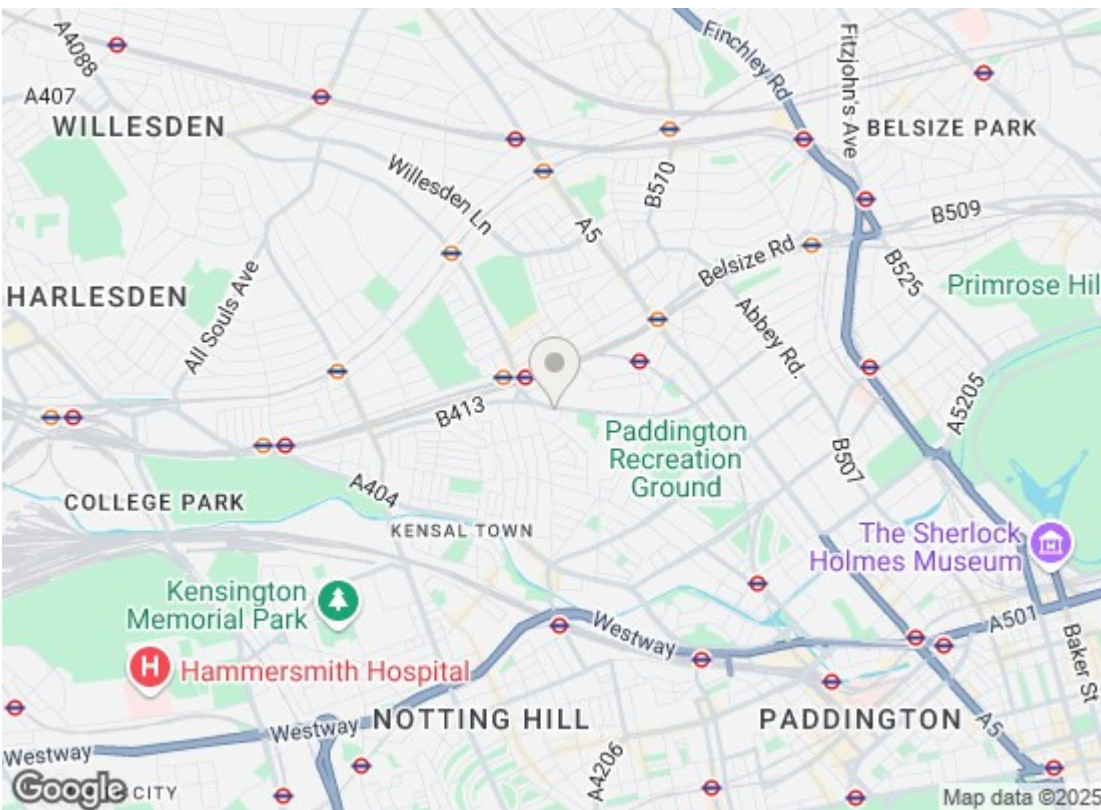 A4088
Finchley Rd
Fitzjohn's Ave
A407
WILLESDEN
BELSIZE PARK
Willesden Ln
B570
A5
B509
Belsize Rd
B525
Primrose Hil
HARLESDEN
All Souls Ave
Abbey Rd.
A5205
B413
Paddington
Recreation
Ground
B507
A404
COLLEGE PARK
KENSAL TOWN
The Sherlock
Holmes Museum
Kensington
Memorial Park
Westway
A501
Baker St
H
Hammersmith Hospital
Westway
NOTTING HILL
PADDINGTON
A5
Westway
A206
Google
CITY
Map data ©2025